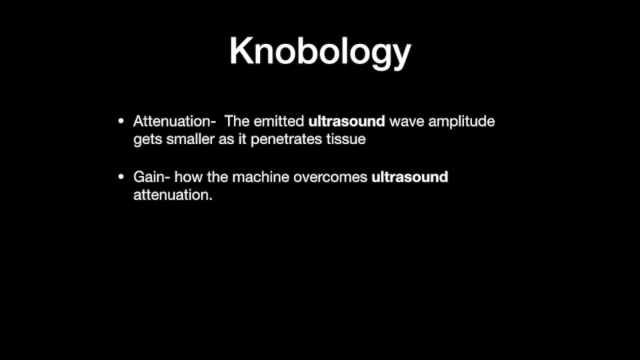 Knobology
• Attenuation- The emitted ultrasound wave amplitude
gets smaller as it penetrates tissue
• Gain- how the machine overcomes ultrasound
attenuation.